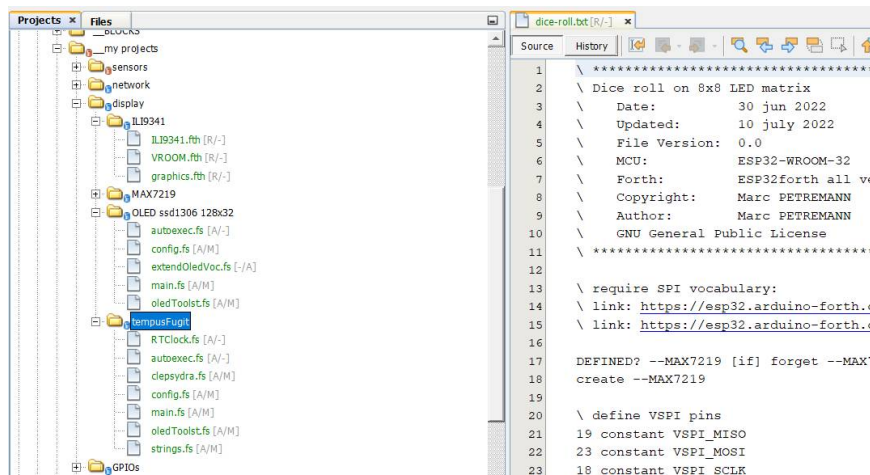 Projects × Files
__BLOCKS
__my projects
sensors
network
display
ILI9341
ILI9341.fth [R/-]
VROOM.fth [R/-]
graphics.fth [R/-]
MAX7219
OLED ssd1306 128x32
autoexec.fs [A/-]
config.fs [A/M]
extendOledVoc.fs [-/A]
main.fs [A/M]
oledToolst.fs [A/M]
tempusFugit
RTClock.fs [A/-]
autoexec.fs [A/-]
clepsydra.fs [A/M]
config.fs [A/M]
main.fs [A/M]
oledToolst.fs [A/M]
strings.fs [A/M]
GPIOs
dice-roll.txt [R/-] ×
Source History
1 \ ***********************************
2 \ Dice roll on 8x8 LED matrix
3 \ Date: 30 jun 2022
4 \ Updated: 10 july 2022
5 \ File Version: 0.0
6 \ MCU: ESP32-WROOM-32
7 \ Forth: ESP32forth all ve
8 \ Copyright: Marc PETREMANN
9 \ Author: Marc PETREMANN
10 \ GNU General Public License
11 \ ***********************************
12
13 \ require SPI vocabulary:
14 \ link: https://esp32.arduino-forth.c
15 \ link: https://esp32.arduino-forth.c
16
17 DEFINED? --MAX7219 [if] forget --MAX7
18 create --MAX7219
19
20 \ define VSPI pins
21 19 constant VSPI_MISO
22 23 constant VSPI_MOSI
23 18 constant VSPI_SCLK